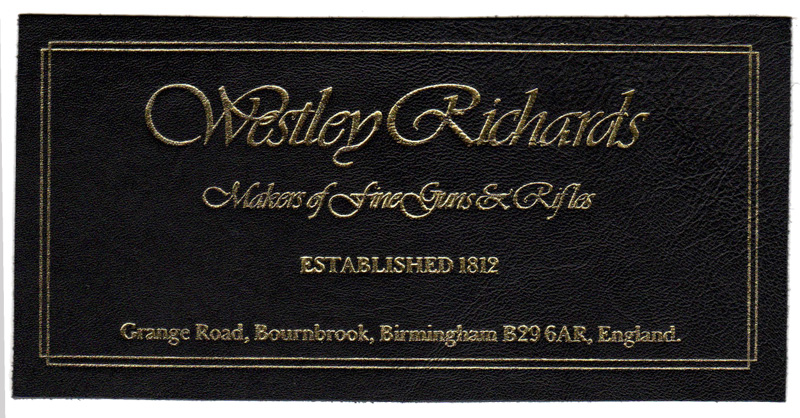 Westley Richards
Makers of Fine Guns & Rifles
ESTABLISHED 1812
Grange Road, Bournbrook, Birmingham B29 6AR, England.